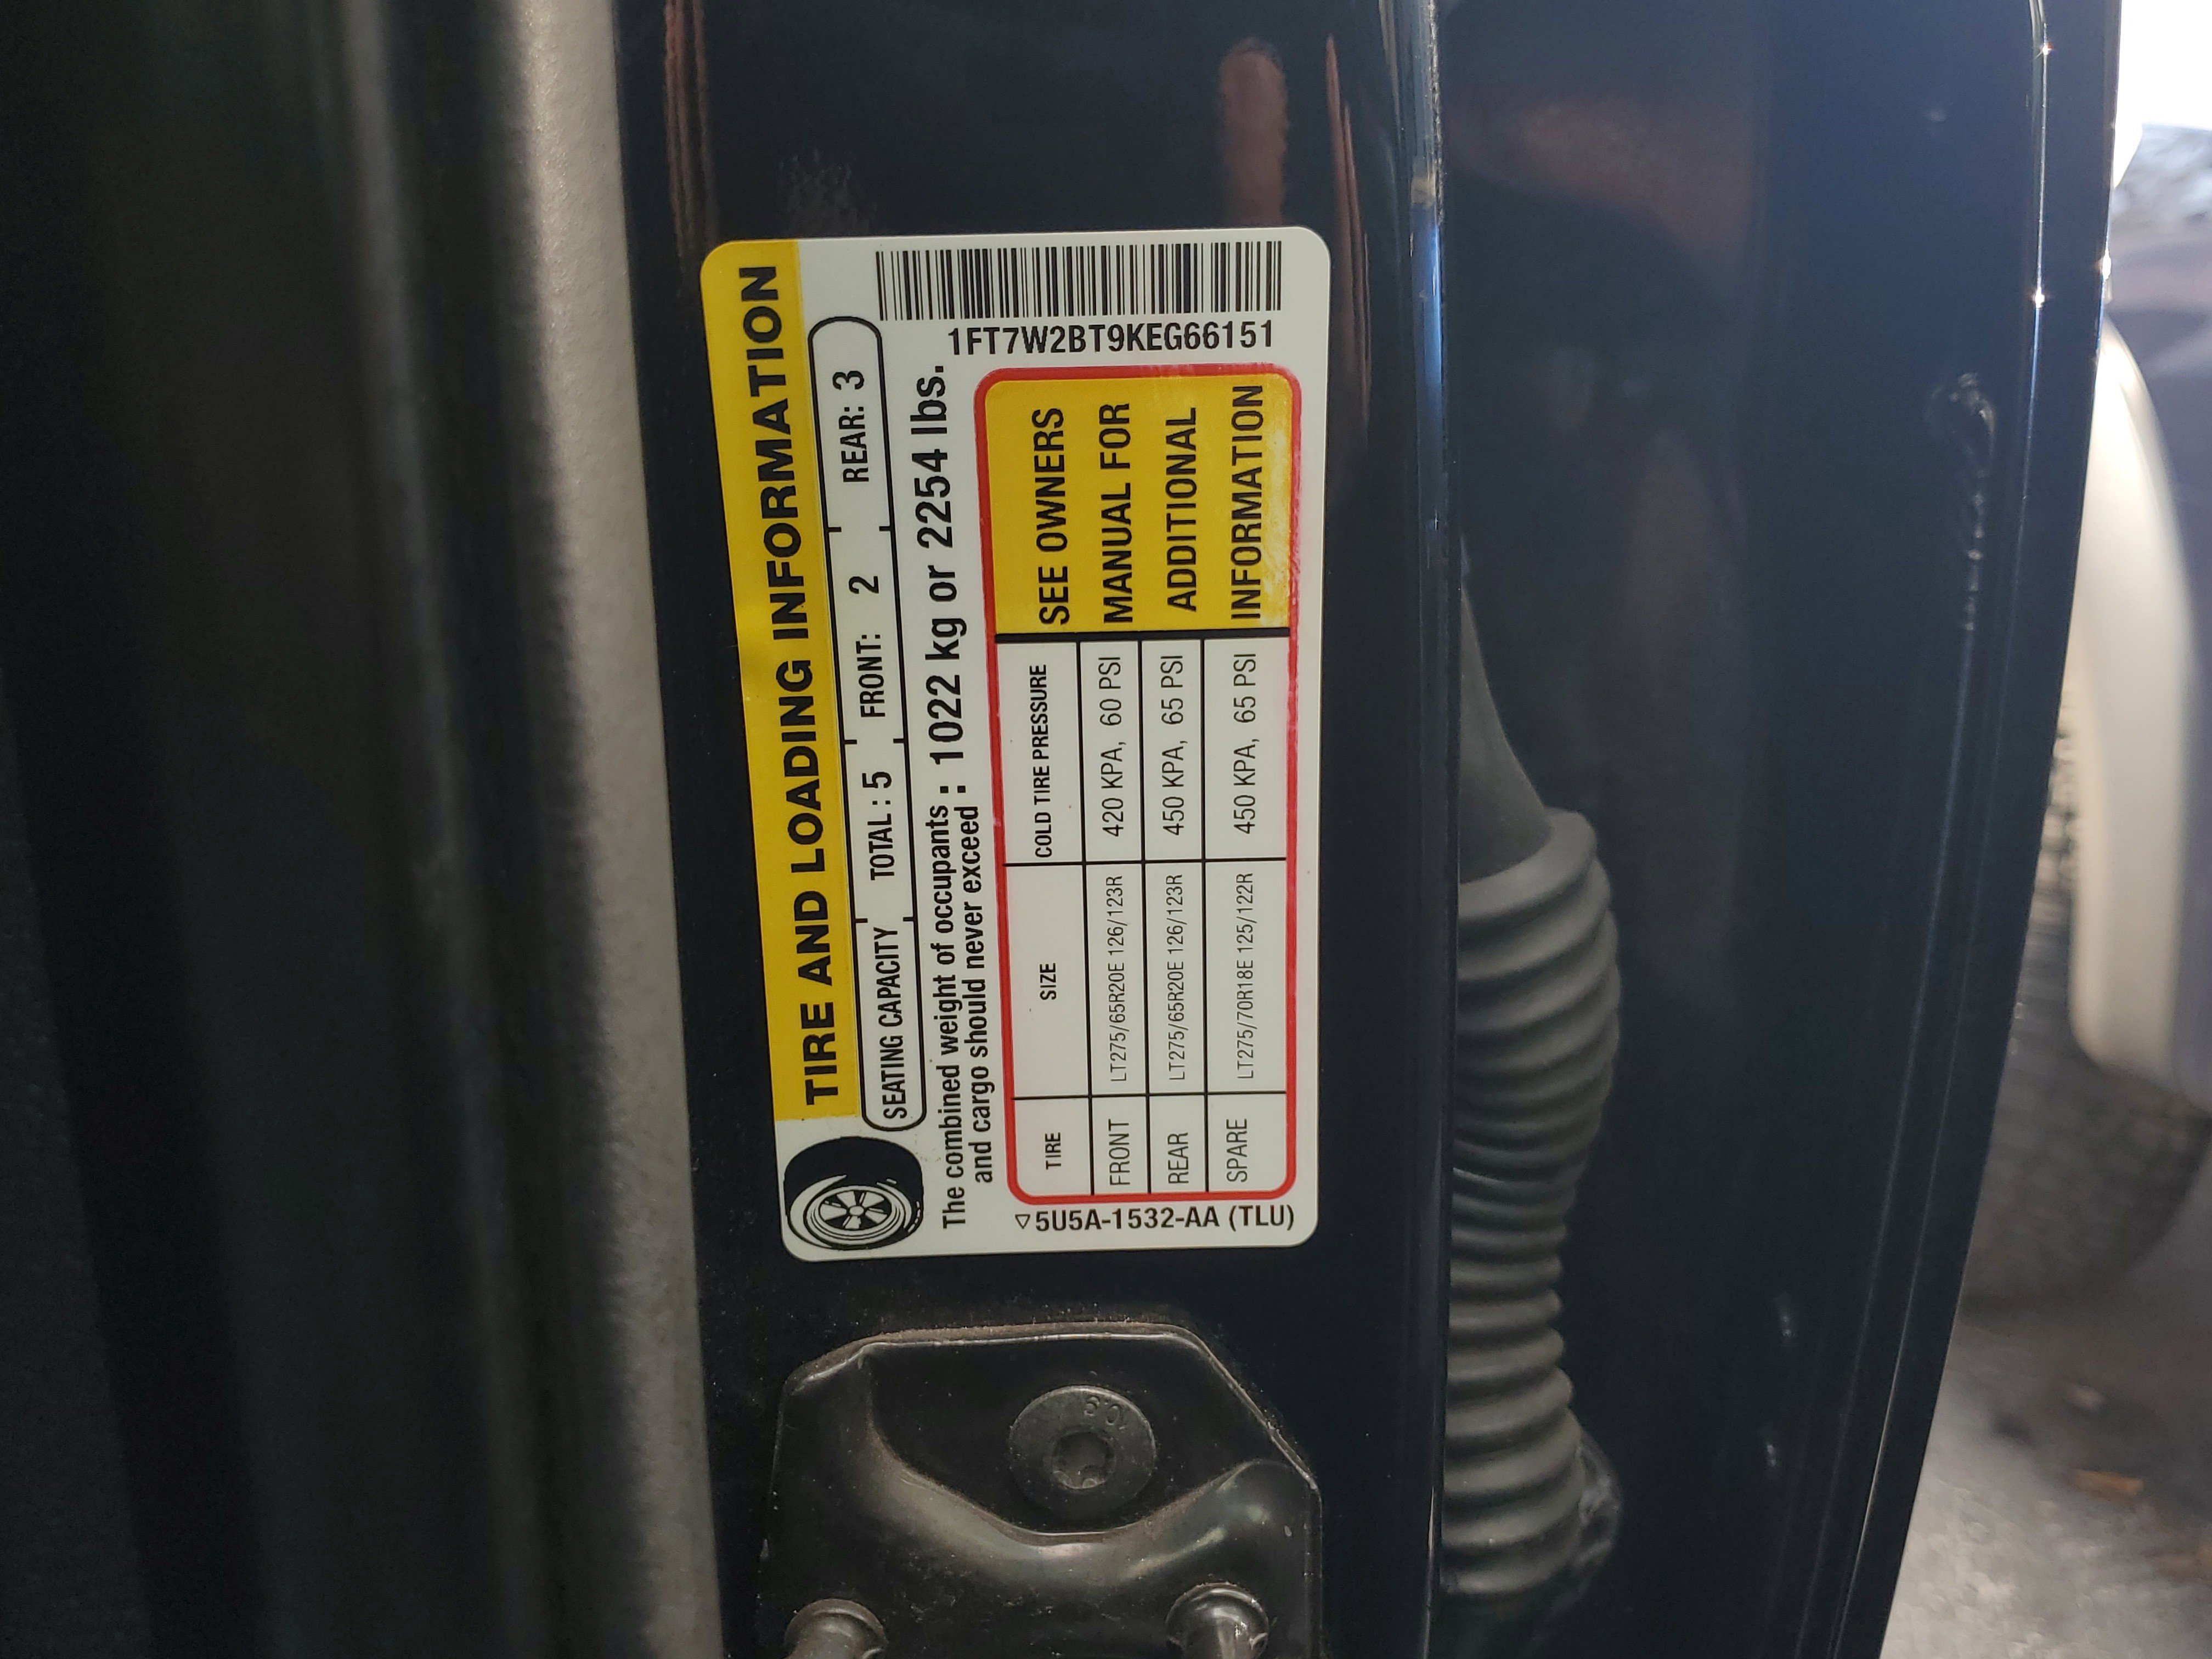 TIRE AND LOADING INFORMATION
SEATING CAPACITY TOTAL : 5 FRONT: 2 REAR: 3
The combined weight of occupants
and cargo should never exceed : 1022 kg or 2254 lbs.
TIRE SIZE COLD TIRE PRESSURE
FRONT LT275/65R20E 126/123R 420 KPA, 60 PSI
REAR LT275/65R20E 126/123R 450 KPA, 65 PSI
SPARE LT275/70R18E 125/122R 450 KPA, 65 PSI
SEE OWNERS
MANUAL FOR
ADDITIONAL
INFORMATION
5U5A-1532-AA (TLU)
1FT7W2BT9KEG66151
10.9